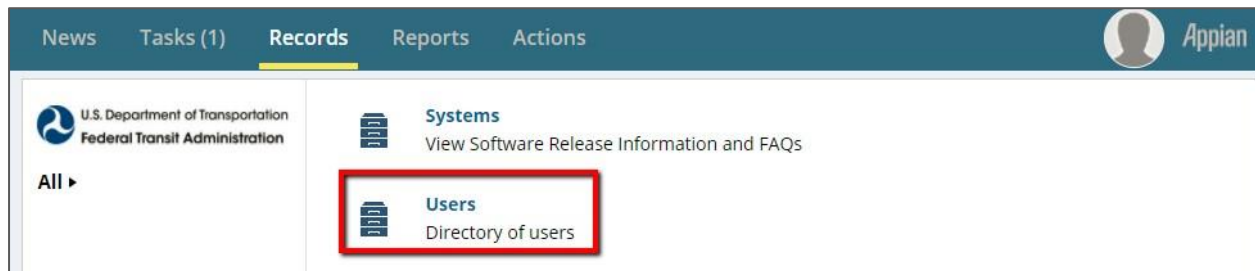 News Tasks (1) Records Reports Actions Appian
U.S. Department of Transportation
Federal Transit Administration
All
Systems
View Software Release Information and FAQs
Users
Directory of users